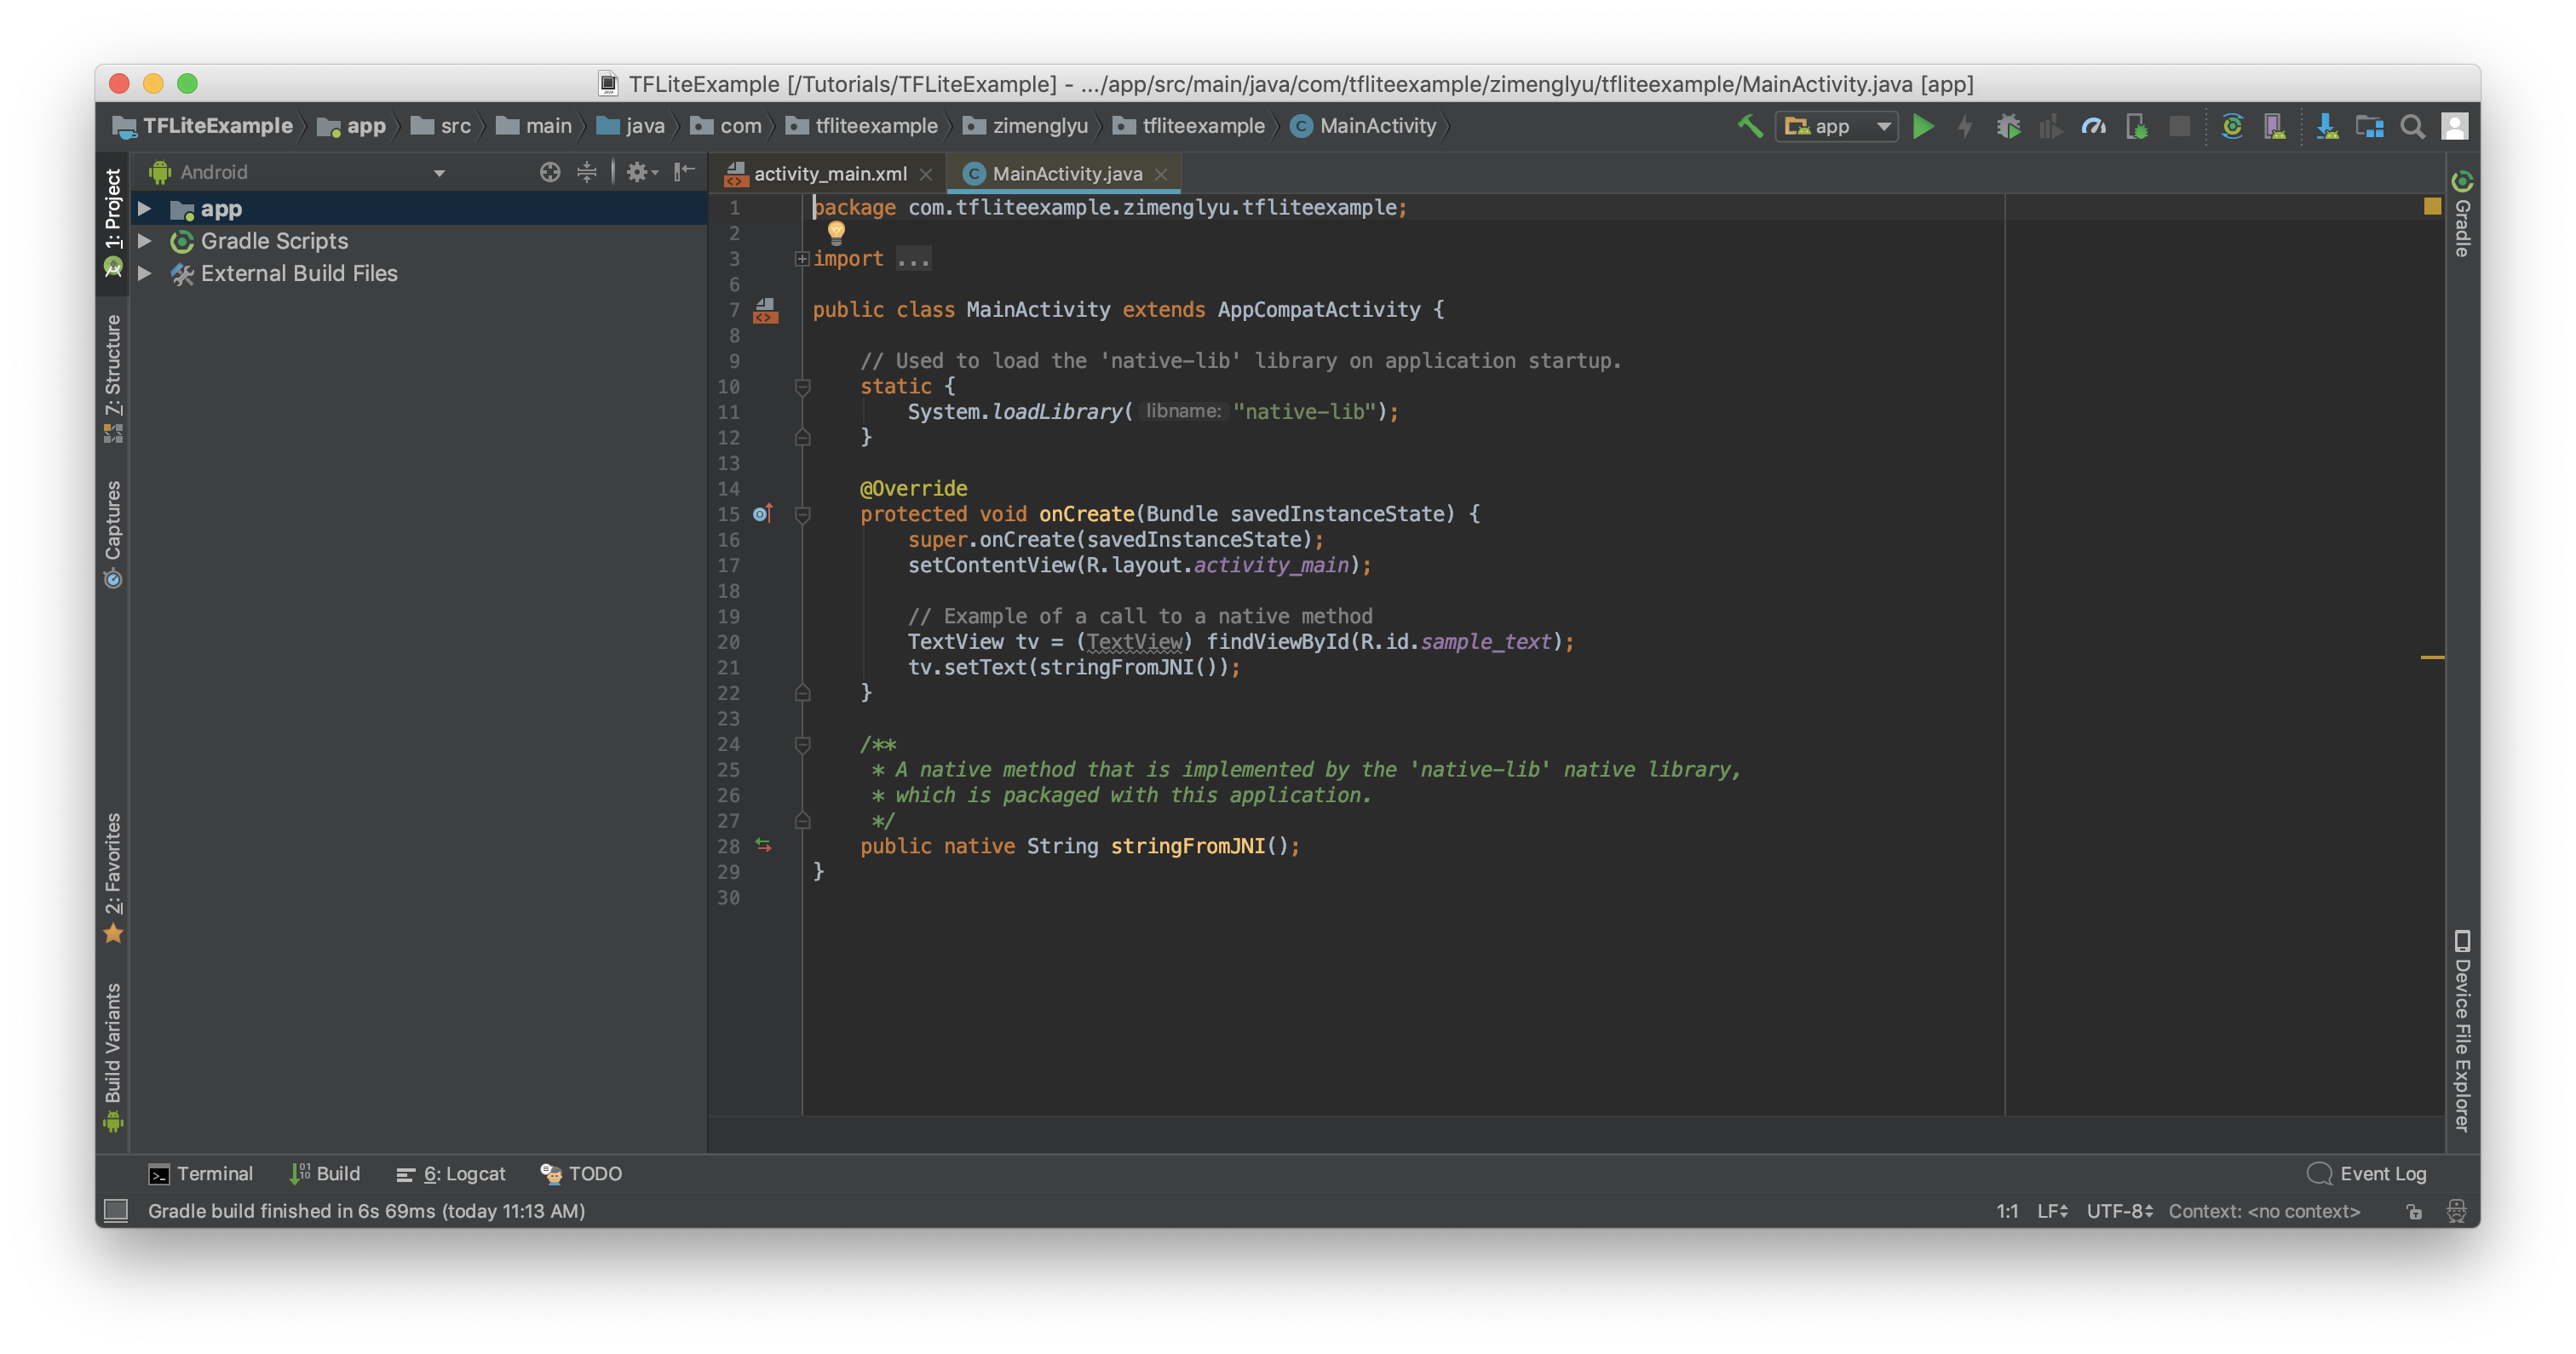 TFLiteExample [/Tutorials/TFLiteExample] - .../app/src/main/java/com/tfliteexample/zimenglyu/tfliteexample/MainActivity.java [app]
TFLiteExample app src main java com tfliteexample zimenglyu tfliteexample MainActivity app
1: Project
7: Structure
Captures
2: Favorites
Build Variants
Android
app
Gradle Scripts
External Build Files
activity_main.xml MainActivity.java
1 package com.tfliteexample.zimenglyu.tfliteexample;
2
3 import ...
6
7 public class MainActivity extends AppCompatActivity {
8
9 // Used to load the 'native-lib' library on application startup.
10 static {
11 System.loadLibrary( libname: "native-lib");
12 }
13
14 @Override
15 protected void onCreate(Bundle savedInstanceState) {
16 super.onCreate(savedInstanceState);
17 setContentView(R.layout.activity_main);
18
19 // Example of a call to a native method
20 TextView tv = (TextView) findViewById(R.id.sample_text);
21 tv.setText(stringFromJNI());
22 }
23
24 /**
25 * A native method that is implemented by the 'native-lib' native library,
26 * which is packaged with this application.
27 */
28 public native String stringFromJNI();
29 }
30
Gradle
Device File Explorer
Terminal Build 6: Logcat TODO Event Log
Gradle build finished in 6s 69ms (today 11:13 AM) 1:1 LF UTF-8 Context: <no context>